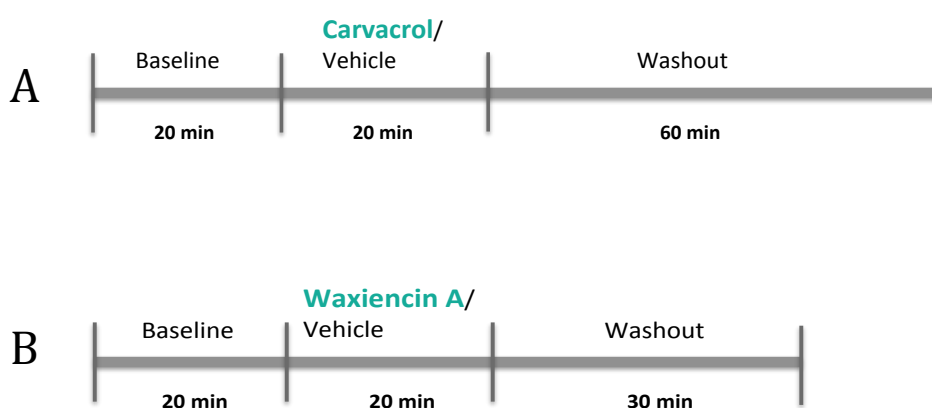 Carvacrol/
A
Baseline
Vehicle
Washout
20 min
20 min
60 min
Waxiencin A/
B
Baseline
Vehicle
Washout
20 min
20 min
30 min